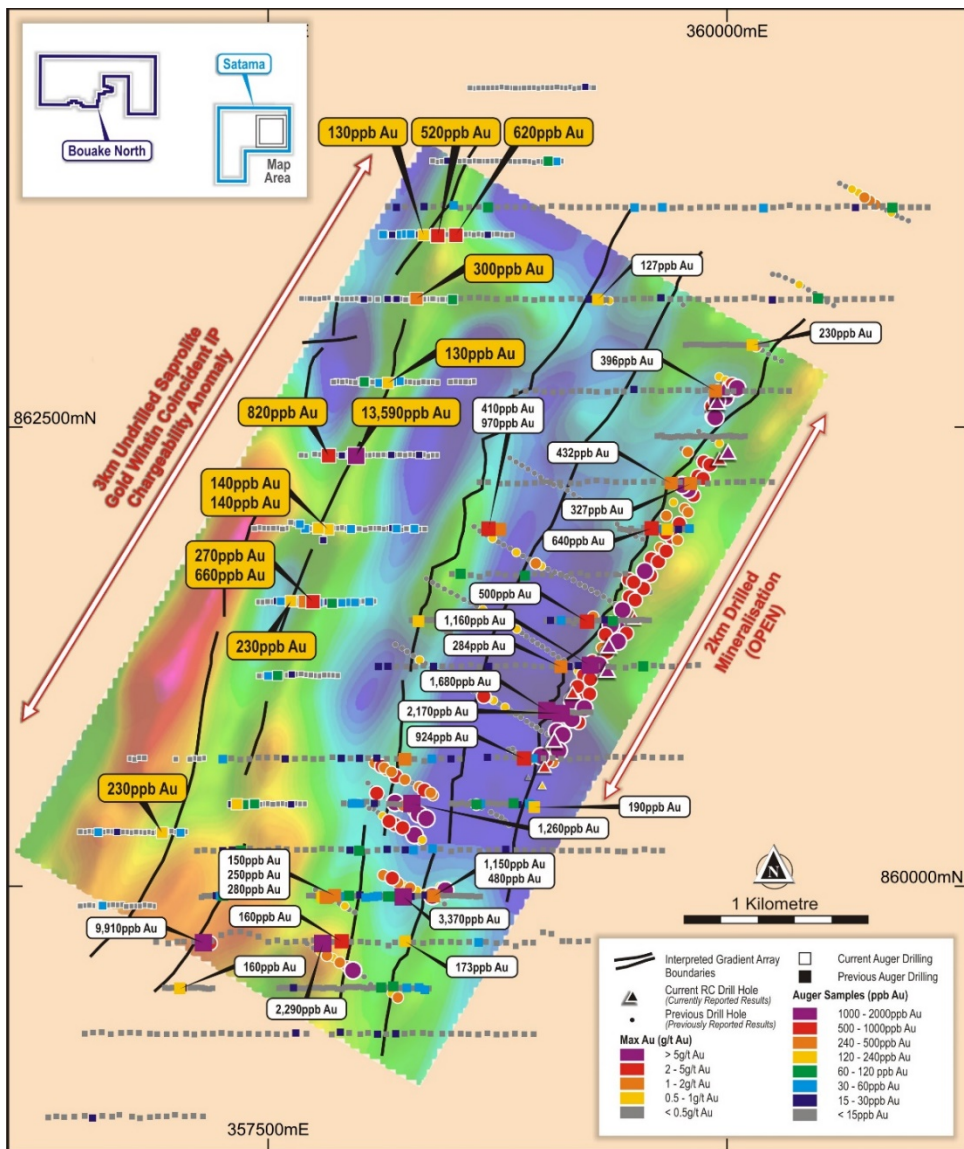 360000mE
Satama
Bouake North
Map
Area
130ppb Au
520ppb Au
620ppb Au
300ppb Au
127ppb Au
230ppb Au
396ppb Au
130ppb Au
3km Undrilled Saprolite
Gold Wihtin Coincident IP
Chargeability Anomaly
862500mN
820ppb Au
13,590ppb Au
410ppb Au
970ppb Au
432ppb Au
327ppb Au
140ppb Au
140ppb Au
640ppb Au
270ppb Au
660ppb Au
500ppb Au
1,160ppb Au
230ppb Au
284ppb Au
2km Drilled
Mineralisation
(OPEN)
1,680ppb Au
2,170ppb Au
924ppb Au
230ppb Au
190ppb Au
1,260ppb Au
150ppb Au
250ppb Au
280ppb Au
1,150ppb Au
480ppb Au
860000mN
N
1 Kilometre
9,910ppb Au
160ppb Au
3,370ppb Au
160ppb Au
173ppb Au
2,290ppb Au
Interpreted Gradient Array
Boundaries
Current RC Drill Hole
(Currently Reported Results)
Previous Drill Hole
(Previously Reported Results)
Max Au (g/t Au)
> 5g/t Au
2 - 5g/t Au
1 - 2g/t Au
0.5 - 1g/t Au
< 0.5g/t Au
Current Auger Drilling
Previous Auger Drilling
Auger Samples (ppb Au)
1000 - 2000ppb Au
500 - 1000ppb Au
240 - 500ppb Au
120 - 240ppb Au
60 - 120 ppb Au
30 - 60ppb Au
15 - 30ppb Au
< 15ppb Au
357500mE